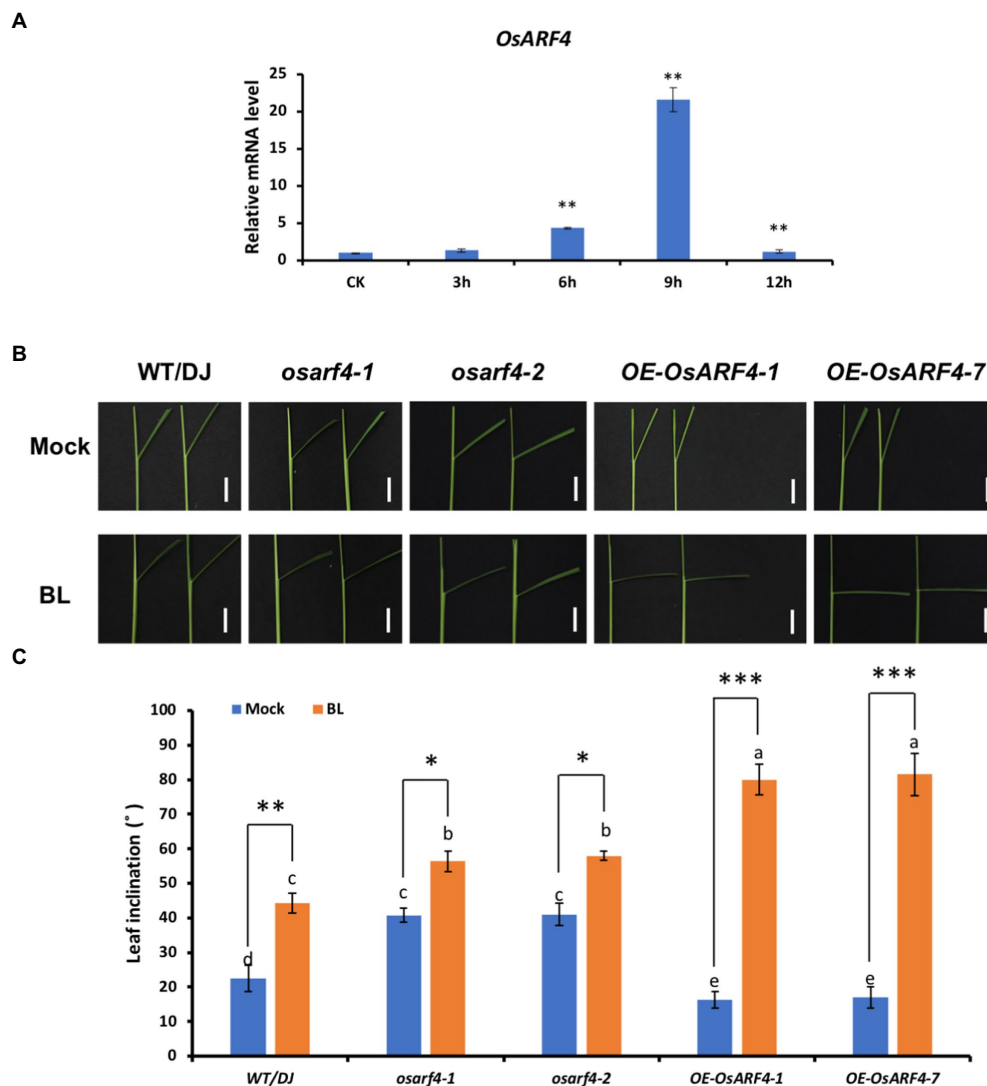 A
OsARF4
Relative mRNA level
25
20
15
10
5
0
**
**
**
CK 3h 6h 9h 12h
B
WT/DJ osarf4-1 osarf4-2 OE-OsARF4-1 OE-OsARF4-7
Mock
BL
C
Leaf inclination (°)
Mock BL
100
90
80
70
60
50
40
30
20
10
0
** * * *** ***
d c c b c b e a e a
WT/DJ osarf4-1 osarf4-2 OE-OsARF4-1 OE-OsARF4-7